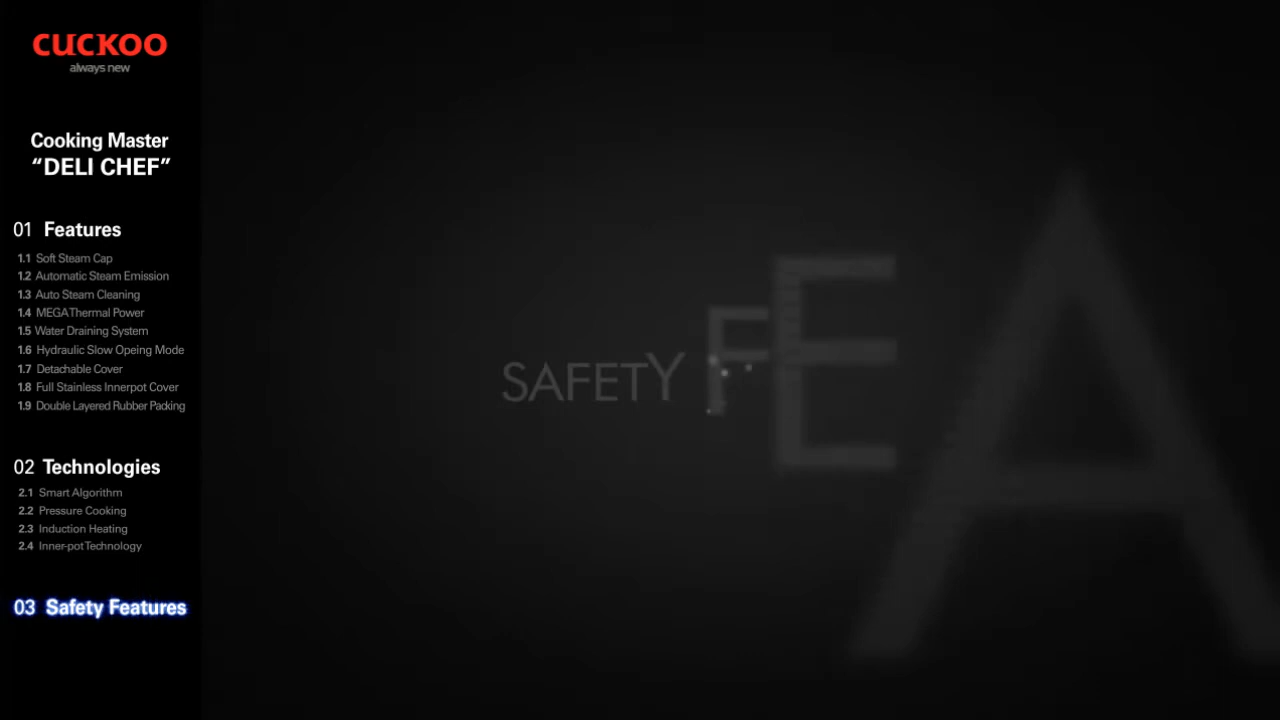 CUCKOO
always new
Cooking Master
“DELI CHEF”
01 Features
1.1 Soft Steam Cap
1.2 Automatic Steam Emission
1.3 Auto Steam Cleaning
1.4 MEGA Thermal Power
1.5 Water Draining System
1.6 Hydraulic Slow Opeing Mode
1.7 Detachable Cover
1.8 Full Stainless Innerpot Cover
1.9 Double Layered Rubber Packing
02 Technologies
2.1 Smart Algorithm
2.2 Pressure Cooking
2.3 Induction Heating
2.4 Inner-pot Technology
03 Safety Features
SAFETY FEA